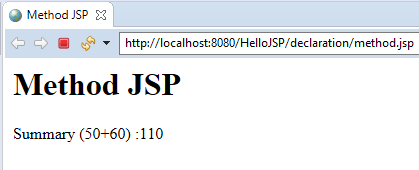 Method JSP
http://localhost:8080/HelloJSP/declaration/method.jsp
Method JSP
Summary (50+60) :110